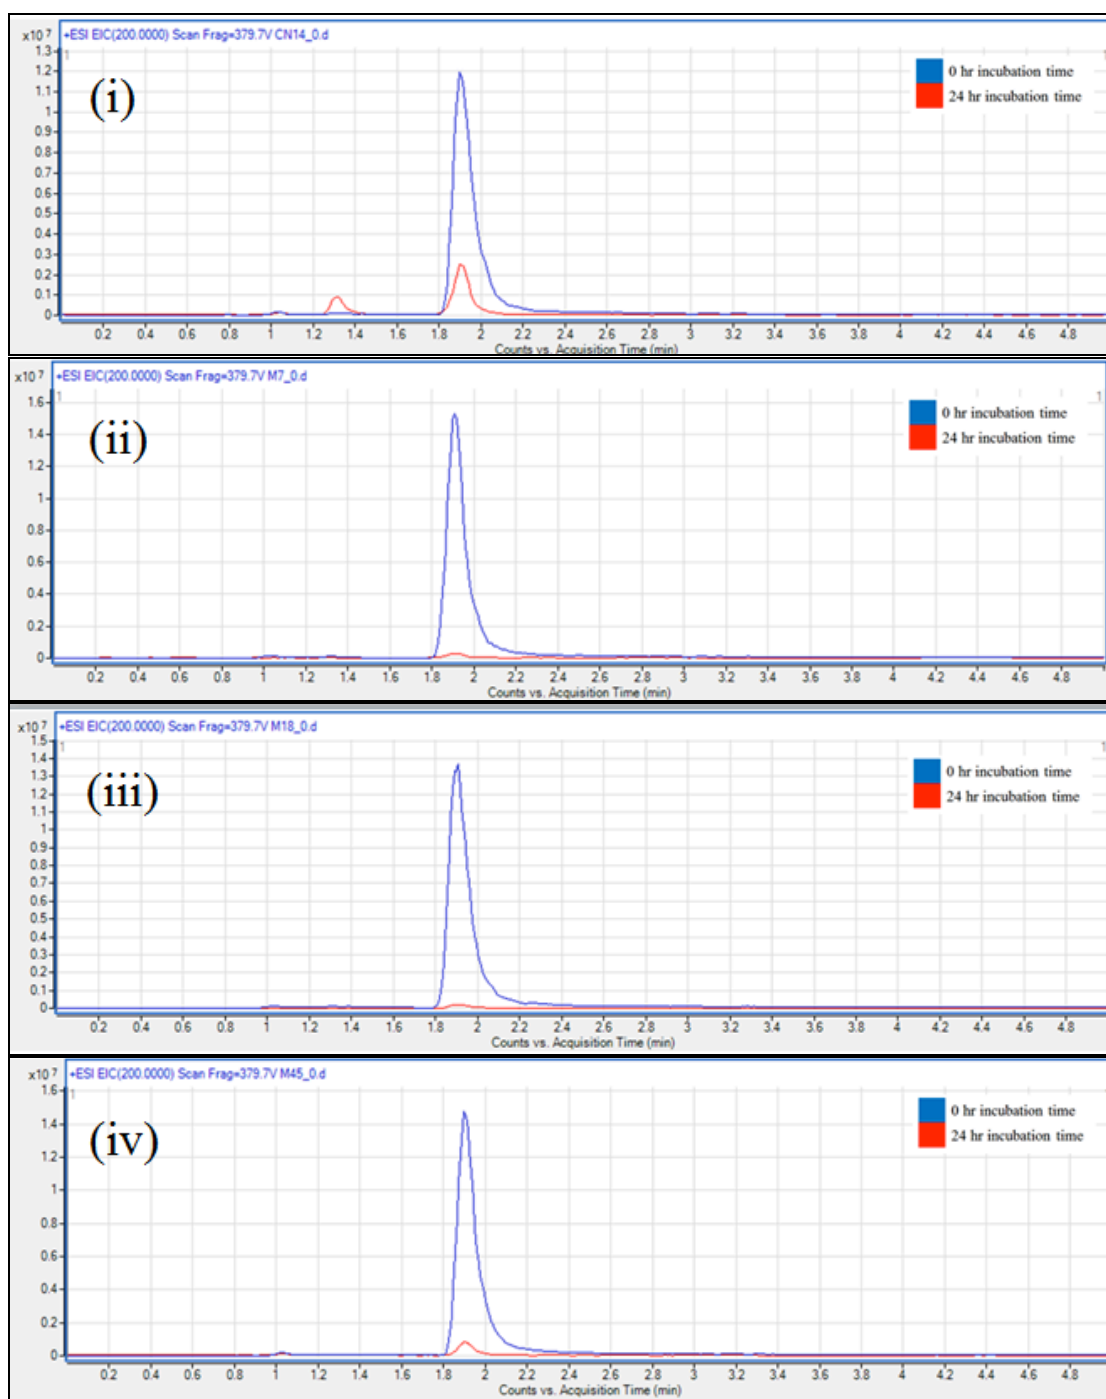 x10 7 +ESI EIC(200.0000) Scan Frag=379.7V CN14_0.d
1.3
1
1.2
1.1
1
0.9
0.8
0.7
0.6
0.5
0.4
0.3
0.2
0.1
0
(i)
0 hr incubation time
24 hr incubation time
0.2 0.4 0.6 0.8 1 1.2 1.4 1.6 1.8 2 2.2 2.4 2.6 2.8 3 3.2 3.4 3.6 3.8 4 4.2 4.4 4.6 4.8
Counts vs. Acquisition Time (min)
x10 7 +ESI EIC(200.0000) Scan Frag=379.7V M7_0.d
1 1
1.6
1.4
1.2
1
0.8
0.6
0.4
0.2
0
(ii)
0 hr incubation time
24 hr incubation time
0.2 0.4 0.6 0.8 1 1.2 1.4 1.6 1.8 2 2.2 2.4 2.6 2.8 3 3.2 3.4 3.6 3.8 4 4.2 4.4 4.6 4.8
Counts vs. Acquisition Time (min)
x10 7 +ESI EIC(200.0000) Scan Frag=379.7V M18_0.d
1.5
1 1
1.4
1.3
1.2
1.1
1
0.9
0.8
0.7
0.6
0.5
0.4
0.3
0.2
0.1
0
(iii)
0 hr incubation time
24 hr incubation time
0.2 0.4 0.6 0.8 1 1.2 1.4 1.6 1.8 2 2.2 2.4 2.6 2.8 3 3.2 3.4 3.6 3.8 4 4.2 4.4 4.6 4.8
Counts vs. Acquisition Time (min)
x10 7 +ESI EIC(200.0000) Scan Frag=379.7V M45_0.d
1.6
1
1.4
1.2
1
0.8
0.6
0.4
0.2
0
(iv)
0 hr incubation time
24 hr incubation time
0.2 0.4 0.6 0.8 1 1.2 1.4 1.6 1.8 2 2.2 2.4 2.6 2.8 3 3.2 3.4 3.6 3.8 4 4.2 4.4 4.6 4.8
Counts vs. Acquisition Time (min)